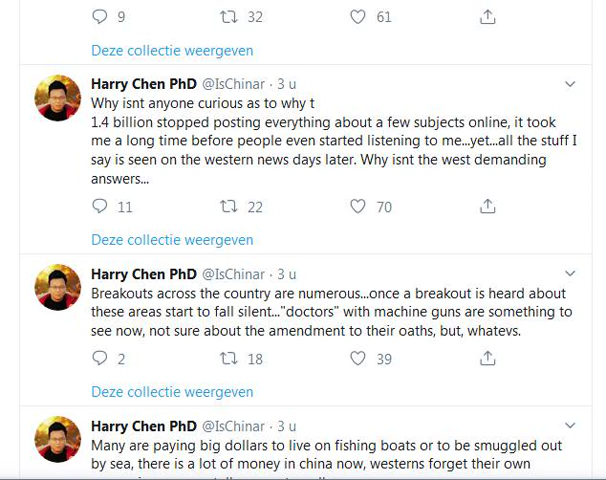 9 32 61
Deze collectie weergeven
Harry Chen PhD @IsChinar · 3 u
Why isnt anyone curious as to why t
1.4 billion stopped posting everything about a few subjects online, it took
me a long time before people even started listening to me...yet...all the stuff I
say is seen on the western news days later. Why isnt the west demanding
answers...
11 22 70
Deze collectie weergeven
Harry Chen PhD @IsChinar · 3 u
Breakouts across the country are numerous...once a breakout is heard about
these areas start to fall silent..."doctors" with machine guns are something to
see now, not sure about the amendment to their oaths, but, whatevs.
2 18 39
Deze collectie weergeven
Harry Chen PhD @IsChinar · 3 u
Many are paying big dollars to live on fishing boats or to be smuggled out
by sea, there is a lot of money in china now, westerns forget their own